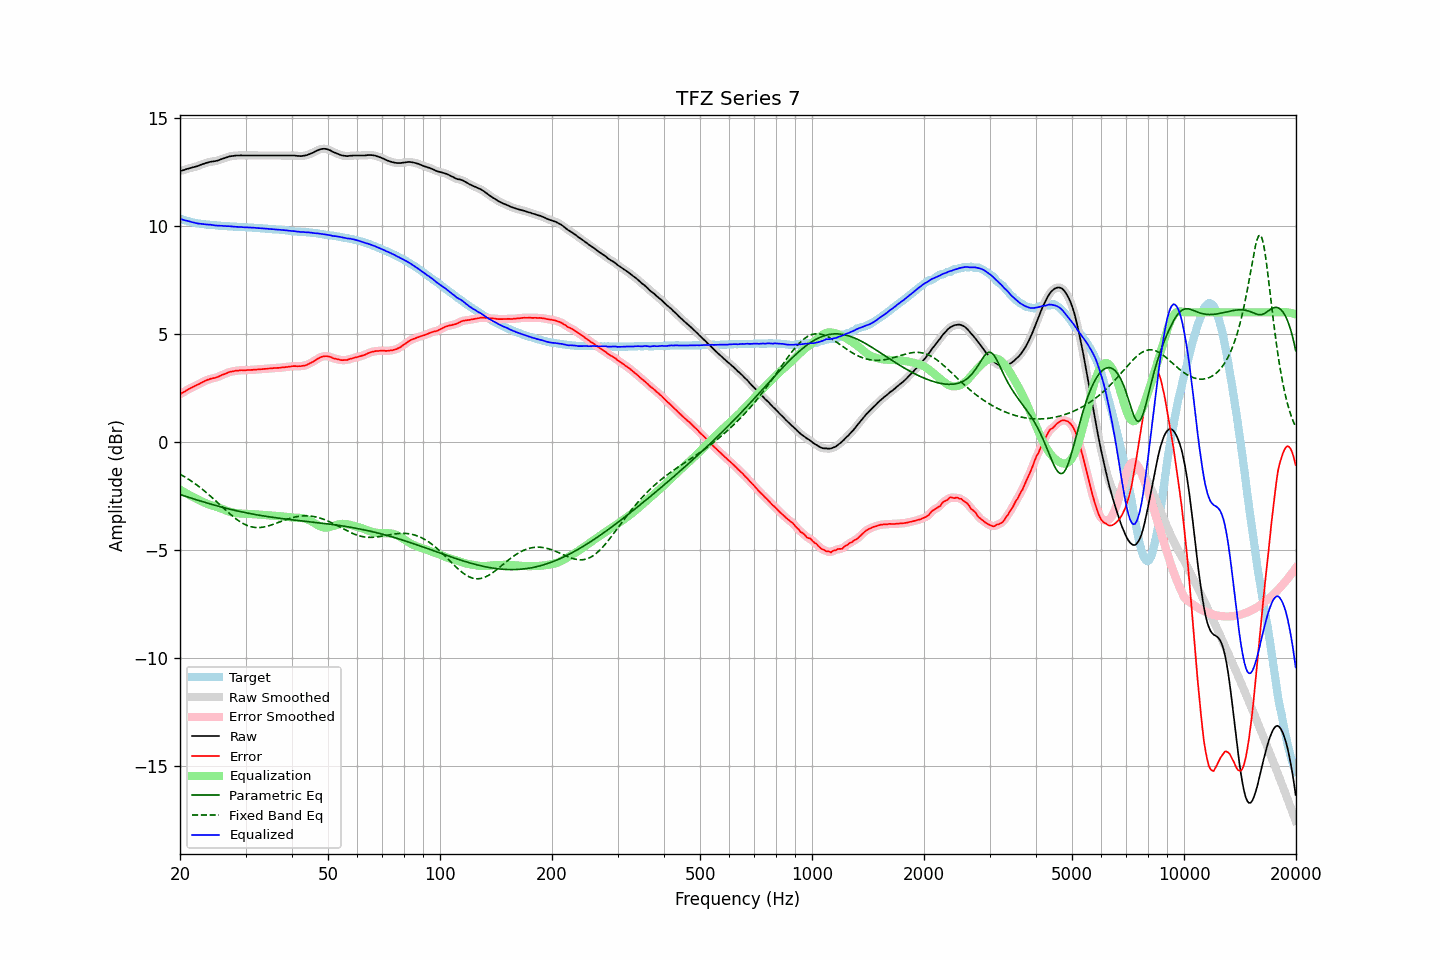 TFZ Series 7
15
10
5
0
−5
−10
−15
Amplitude (dBr)
Target
Raw Smoothed
Error Smoothed
Raw
Error
Equalization
Parametric Eq
Fixed Band Eq
Equalized
20 50 100 200 500 1000 2000 5000 10000 20000
Frequency (Hz)